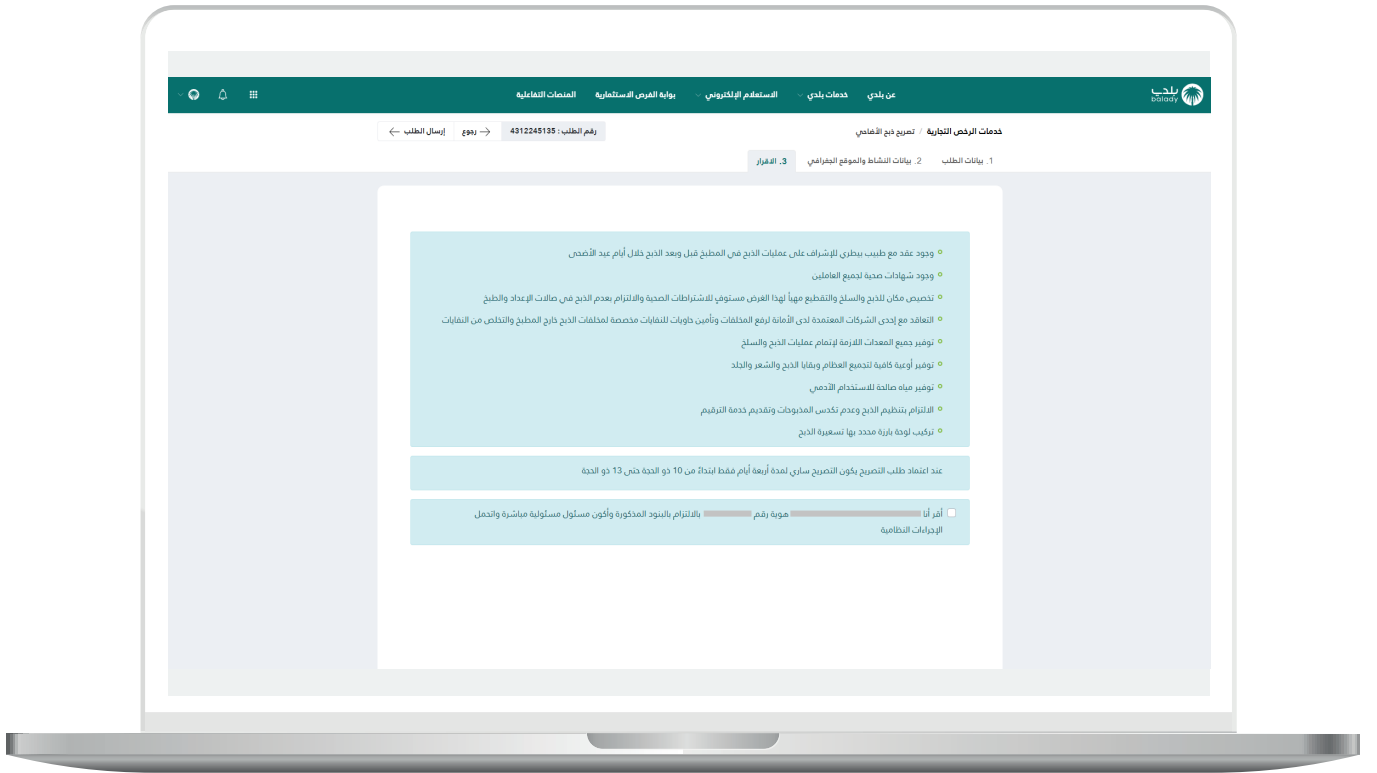 بلدي
balady
عن بلدي خدمات بلدي الاستعلام الإلكتروني بوابة الفرص الاستثمارية المنصات التفاعلية
خدمات الرخص التجارية / تصريح ذبح الأضاحي رقم الطلب : 4312245135 رجوع إرسال الطلب
1. بيانات الطلب 2. بيانات النشاط والموقع الجغرافي 3. الاقرار
وجود عقد مع طبيب بيطري للإشراف على عمليات الذبح في المطبخ قبل وبعد الذبح خلال أيام عيد الأضحى
وجود شهادات صحية لجميع العاملين
تخصيص مكان للذبح والسلخ والتقطيع مهيأ لهذا الغرض مستوفٍ للاشتراطات الصحية والالتزام بعدم الذبح في صالات الإعداد والطبخ
التعاقد مع إحدى الشركات المعتمدة لدى الأمانة لرفع المخلفات وتأمين حاويات للنفايات مخصصة لمخلفات الذبح خارج المطبخ والتخلص من النفايات
توفير جميع المعدات اللازمة لإتمام عمليات الذبح والسلخ
توفير أوعية كافية لتجميع العظام وبقايا الذبح والشعر والجلد
توفير مياه صالحة للاستخدام الآدمي
الالتزام بتنظيم الذبح وعدم تكدس المذبوحات وتقديم خدمة الترقيم
تركيب لوحة بارزة محدد بها تسعيرة الذبح
عند اعتماد طلب التصريح يكون التصريح ساري لمدة أربعة أيام فقط ابتداءً من 10 ذو الحجة حتى 13 ذو الحجة
أقر أنا هوية رقم بالالتزام بالبنود المذكورة وأكون مسئول مسئولية مباشرة واتحمل
الإجراءات النظامية